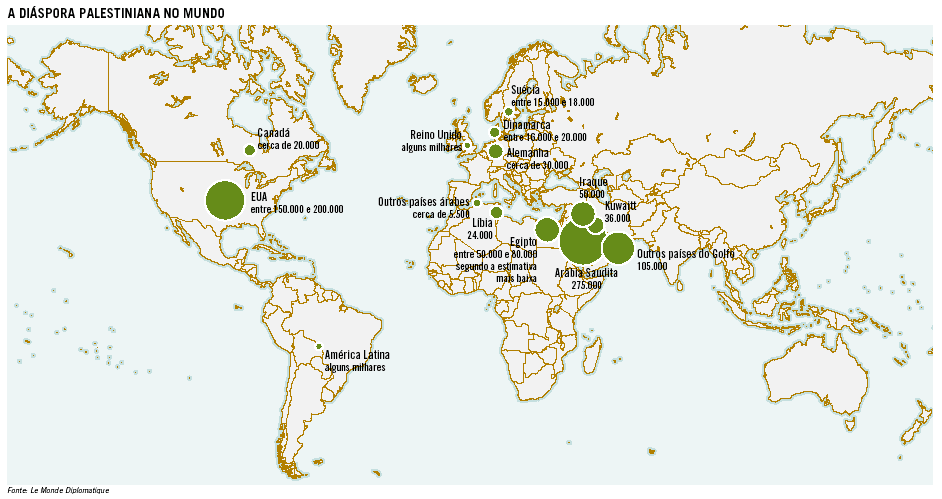 A DIÁSPORA PALESTINIANA NO MUNDO
Suécia
entre 15.000 e 18.000
Canadá
cerca de 20.000
Reino Unido
alguns milhares
Dinamarca
entre 16.000 e 20.000
Alemanha
cerca de 30.000
EUA
entre 150.000 e 200.000
Outros países árabes
cerca de 5.500
Iraque
50.000
Kuwaitt
36.000
Líbia
24.000
Egipto
entre 50.000 e 60.000
segundo a estimativa
mais baixa
Outros países do Golfo
105.000
Arábia Saudita
275.000
América Latina
alguns milhares
Fonte: Le Monde Diplomatique